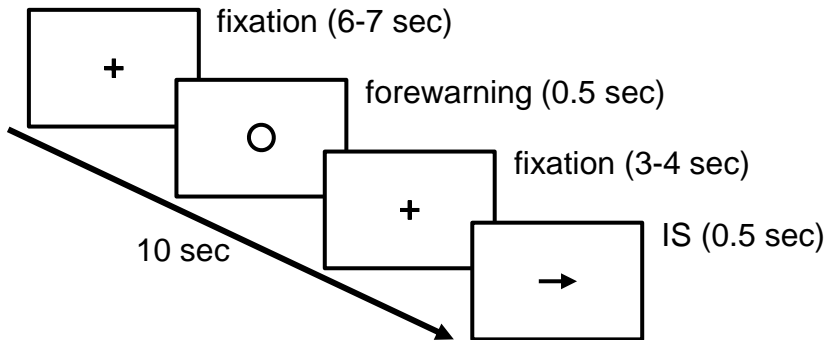 fixation (6-7 sec)
forewarning (0.5 sec)
fixation (3-4 sec)
IS (0.5 sec)
10 sec